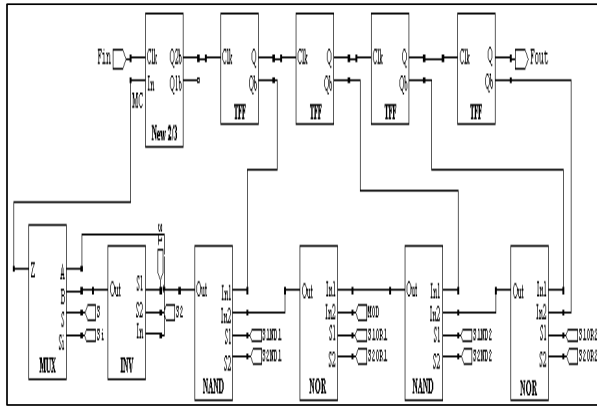 Fin
Clk Q2b
In Q1b
MC
New 2/3
Clk Q
Qb
TFF
Clk Q
Qb
TFF
Clk Q
Qb
TFF
Clk Q
Qb
TFF
Fout
Z A
B
S
Si
S
Si
MUX
Out S1
S2
In
S2
INV
Out In1
In2
S1
S2
S1ND1
S2ND1
NAND
Out In1
In2
S1
S2
MOD
S1OR1
S2OR1
NOR
Out In1
In2
S1
S2
S1ND2
S2ND2
NAND
Out In1
In2
S1
S2
S1OR2
S2OR2
NOR